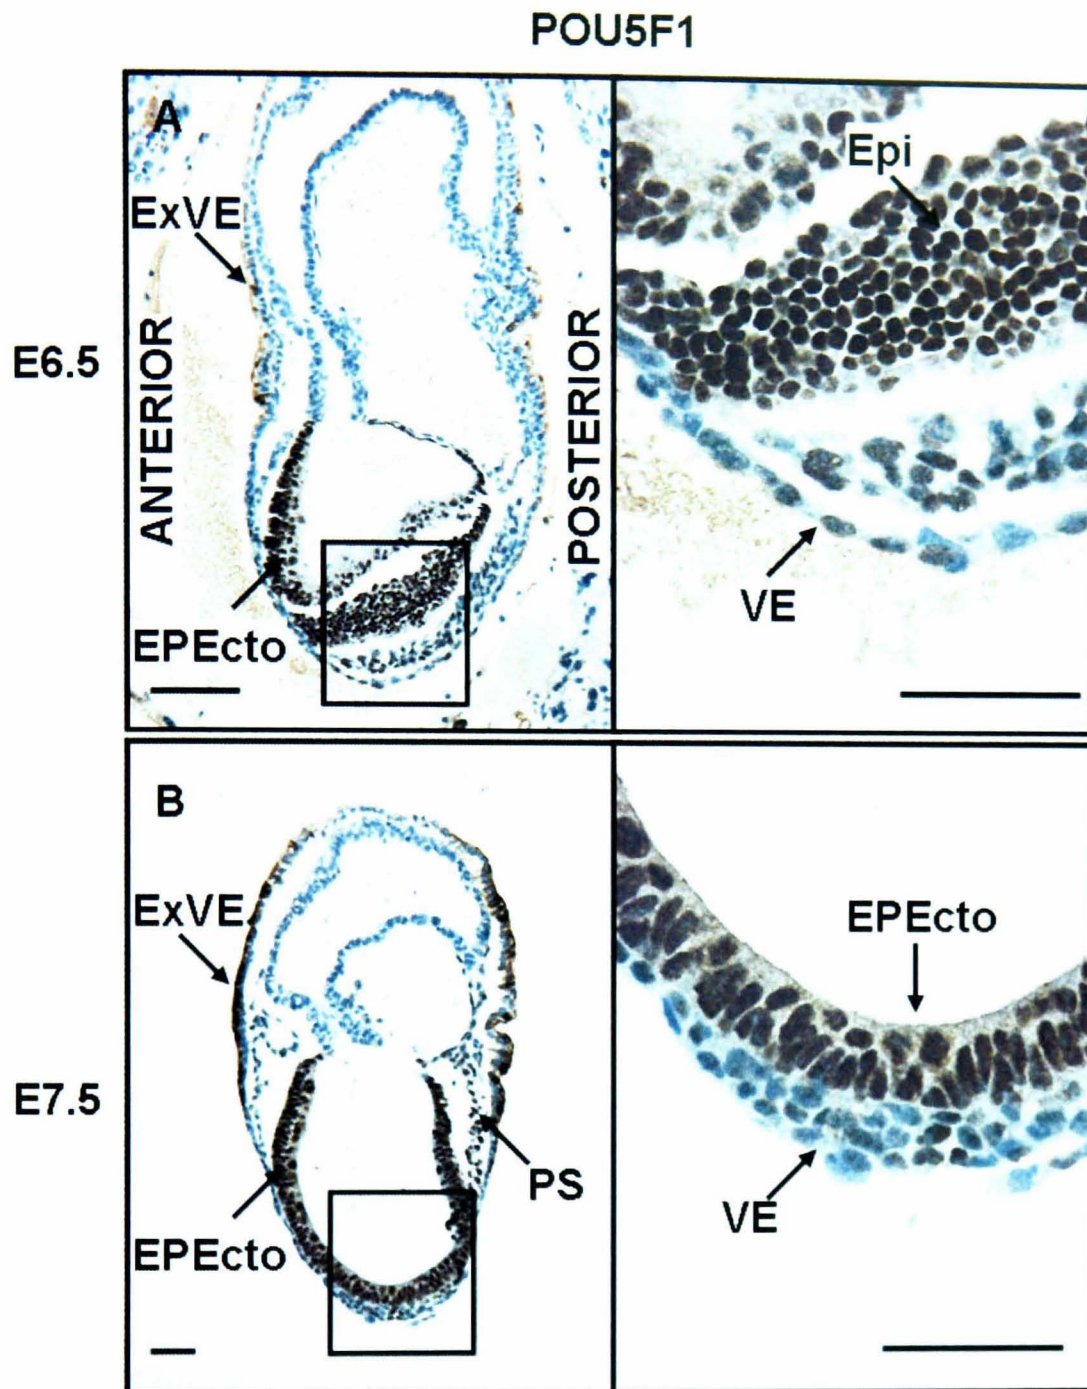 POU5F1
A
ExVE
ANTERIOR
POSTERIOR
EPEcto
Epi
VE
E6.5
B
ExVE
EPEcto
PS
EPEcto
VE
E7.5